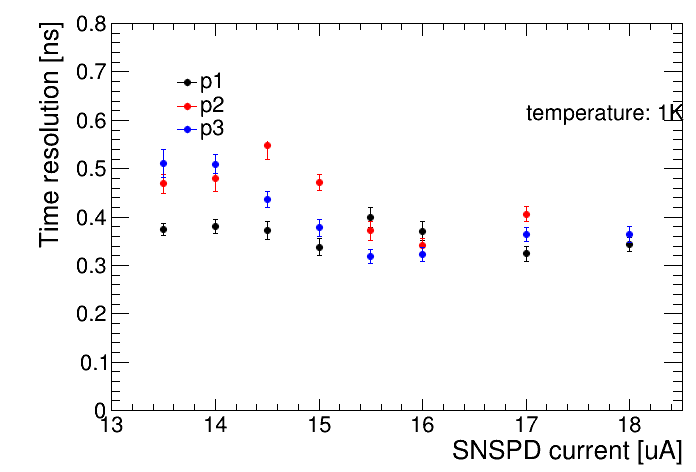 Time resolution [ns]
0.8
0.7
0.6
0.5
0.4
0.3
0.2
0.1
0
p1
p2
p3
temperature: 1K
13
14
15
16
17
18
SNSPD current [uA]